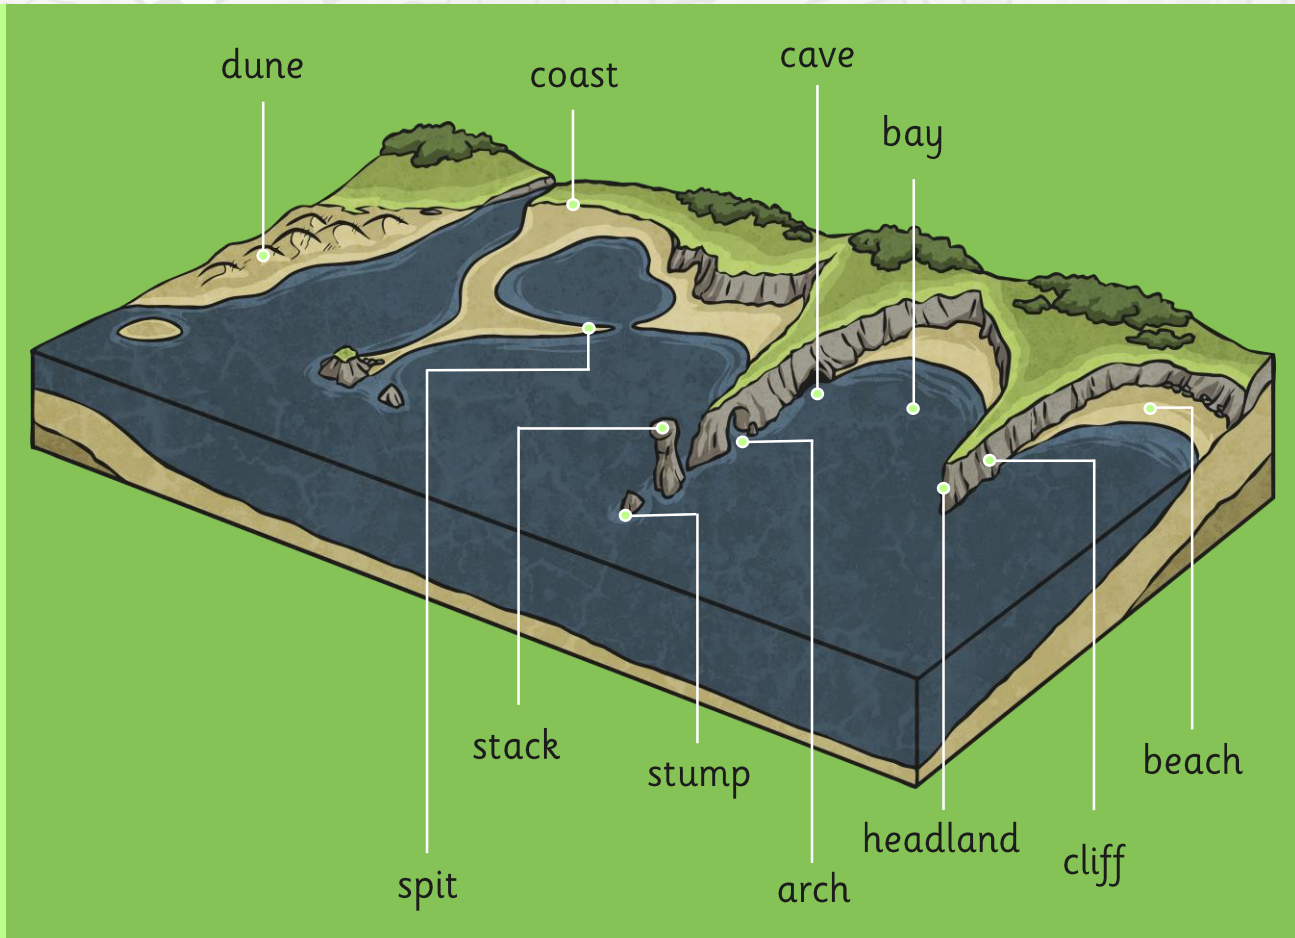 dune
coast
cave
bay
stack
stump
beach
headland
cliff
spit
arch